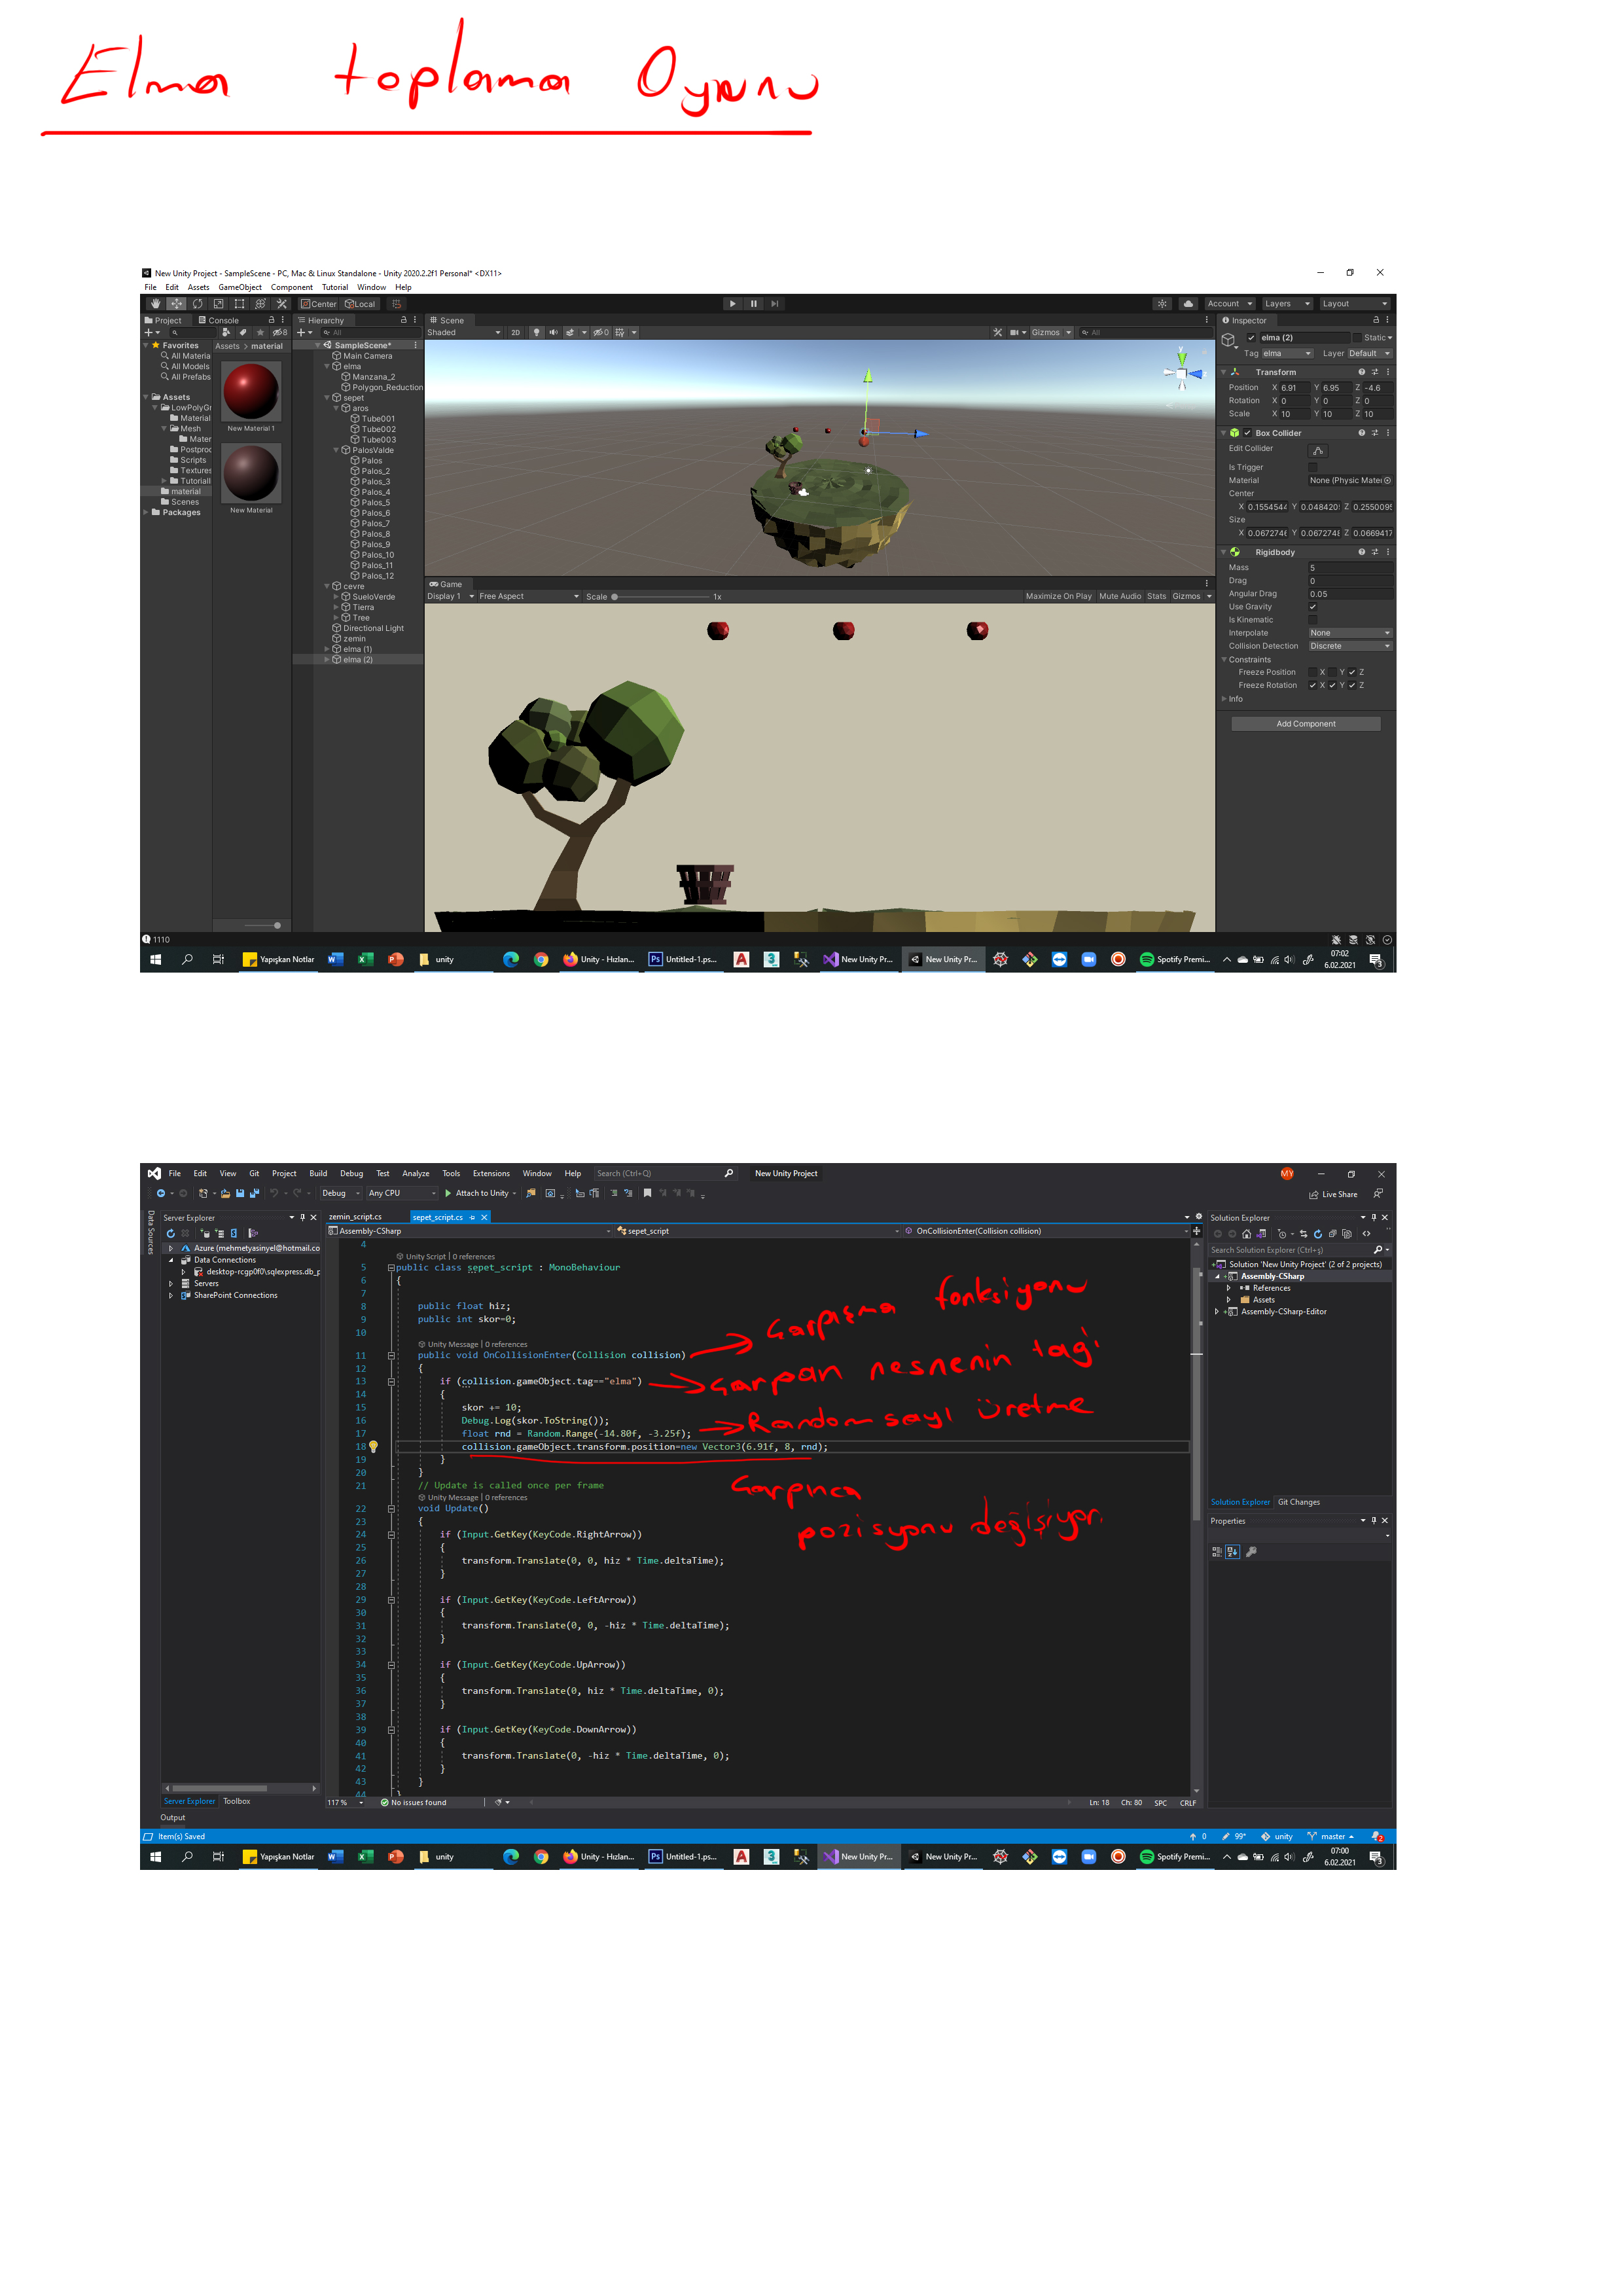 Elma toplama Oyunu
New Unity Project - SampleScene - PC, Mac & Linux Standalone - Unity 2020.2.2f1 Personal* <DX11>
File Edit Assets GameObject Component Tutorial Window Help
Center Local Account Layers Layout
Project Console
Assets > material
Favorites
All Materia
All Models
All Prefabs
Assets
LowPolyGr
Material
Mesh
Mater
Postproc
Scripts
Textures
Tutoriall
material
Scenes
Packages
New Material 1
New Material
Hierarchy
All
SampleScene*
Main Camera
elma
Manzana_2
Polygon_Reduction
sepet
aros
Tube001
Tube002
Tube003
PalosValde
Palos
Palos_2
Palos_3
Palos_4
Palos_5
Palos_6
Palos_7
Palos_8
Palos_9
Palos_10
Palos_11
Palos_12
cevre
SueloVerde
Tierra
Tree
Directional Light
zemin
elma (1)
elma (2)
Scene
Shaded 2D 0 Gizmos All
y
Game
Display 1 Free Aspect Scale 1x Maximize On Play Mute Audio Stats Gizmos
Inspector
elma (2) Static
Tag elma Layer Default
Transform
Position X 6.91 Y 6.95 Z -4.6
Rotation X 0 Y 0 Z 0
Scale X 10 Y 10 Z 10
Box Collider
Edit Collider
Is Trigger
Material None (Physic Mater
Center
X 0.1554544 Y 0.048420 Z 0.2550095
Size
X 0.0672746 Y 0.0672748 Z 0.0669417
Rigidbody
Mass 5
Drag 0
Angular Drag 0.05
Use Gravity
Is Kinematic
Interpolate None
Collision Detection Discrete
Constraints
Freeze Position X Y Z
Freeze Rotation X Y Z
Info
Add Component
1110
Yapışkan Notlar unity Unity - Hızlan... Untitled-1.ps... New Unity Pr... New Unity Pr... Spotify Premi... 07:02
6.02.2021
File Edit View Git Project Build Debug Test Analyze Tools Extensions Window Help Search (Ctrl+Q) New Unity Project MY
Debug Any CPU Attach to Unity Live Share
Data Sources
Server Explorer
Azure (mehmetyasinyel@hotmail.co
Data Connections
desktop-rcgp0f0\sqlexpress.db_p
Servers
SharePoint Connections
Server Explorer Toolbox
Output
zemin_script.cs sepet_script.cs
Assembly-CSharp sepet_script OnCollisionEnter(Collision collision)
4
Unity Script | 0 references
5 public class sepet_script : MonoBehaviour
6 {
7
8 public float hiz;
9 public int skor=0;
10
Unity Message | 0 references
11 public void OnCollisionEnter(Collision collision)
Çarpışma fonksiyonu
12 {
13 if (collision.gameObject.tag=="elma")
Çarpan nesnenin tağı
14 {
15 skor += 10;
16 Debug.Log(skor.ToString());
17 float rnd = Random.Range(-14.80f, -3.25f);
Random sayı üretme
18 collision.gameObject.transform.position=new Vector3(6.91f, 8, rnd);
Çarpınca
pozisyonu değişiyor.
19 }
20 }
21 // Update is called once per frame
Unity Message | 0 references
22 void Update()
23 {
24 if (Input.GetKey(KeyCode.RightArrow))
25 {
26 transform.Translate(0, 0, hiz * Time.deltaTime);
27 }
28
29 if (Input.GetKey(KeyCode.LeftArrow))
30 {
31 transform.Translate(0, 0, -hiz * Time.deltaTime);
32 }
33
34 if (Input.GetKey(KeyCode.UpArrow))
35 {
36 transform.Translate(0, hiz * Time.deltaTime, 0);
37 }
38
39 if (Input.GetKey(KeyCode.DownArrow))
40 {
41 transform.Translate(0, -hiz * Time.deltaTime, 0);
42 }
43 }
44 }
117 % No issues found Ln: 18 Ch: 80 SPC CRLF
Solution Explorer
Search Solution Explorer (Ctrl+ş)
Solution 'New Unity Project' (2 of 2 projects)
Assembly-CSharp
References
Assets
Assembly-CSharp-Editor
Solution Explorer Git Changes
Properties
Item(s) Saved 0 99+ unity master 2
Yapışkan Notlar unity Unity - Hızlan... Untitled-1.ps... New Unity Pr... New Unity Pr... Spotify Premi... 07:00
6.02.2021